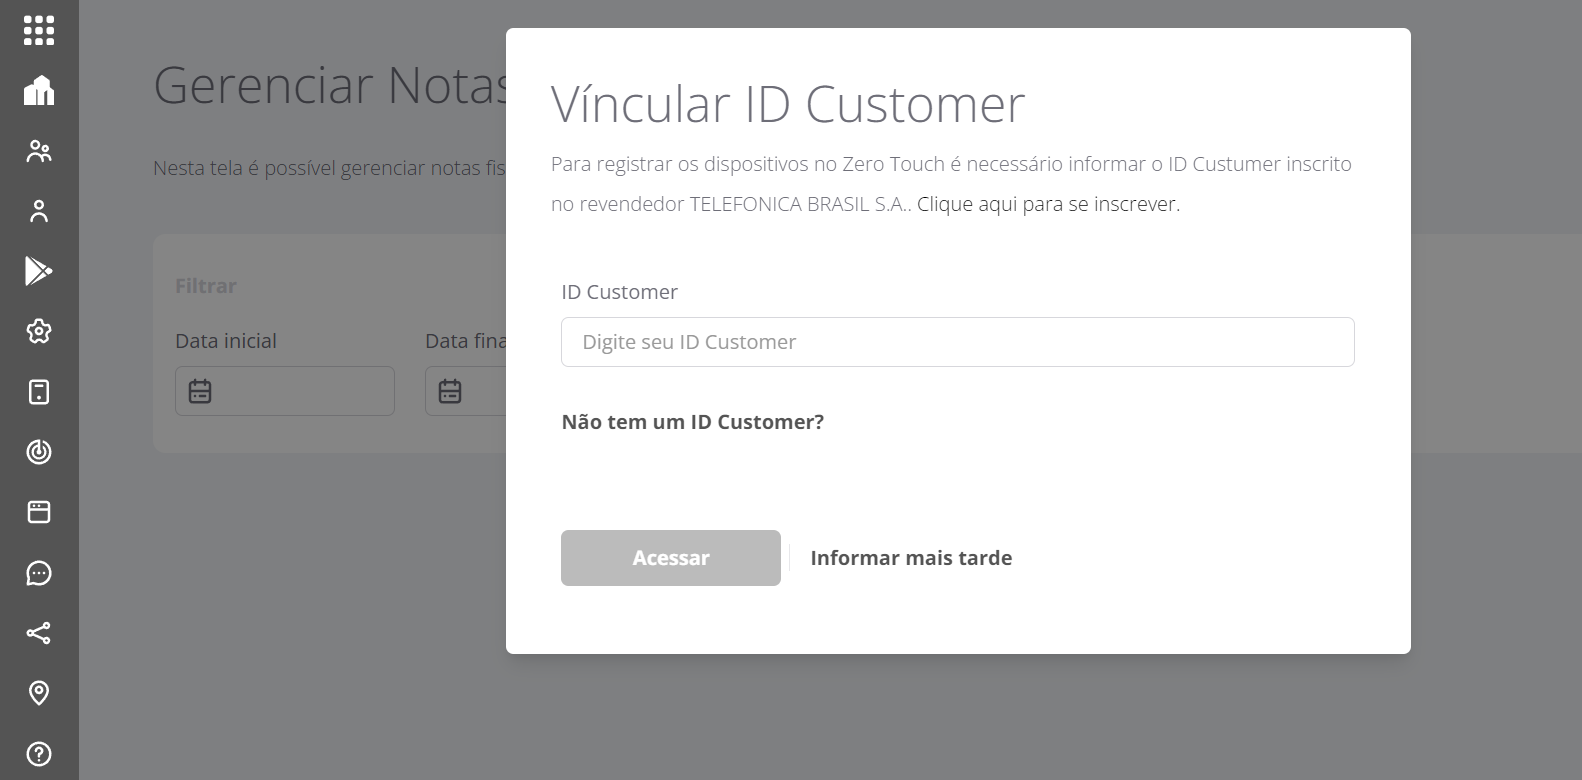 Gerenciar Notas
Nesta tela é possível gerenciar notas fis
Filtrar
Data inicial
Data fina
Víncular ID Customer
Para registrar os dispositivos no Zero Touch é necessário informar o ID Custumer inscrito
no revendedor TELEFONICA BRASIL S.A.. Clique aqui para se inscrever.
ID Customer
Digite seu ID Customer
Não tem um ID Customer?
Acessar
Informar mais tarde